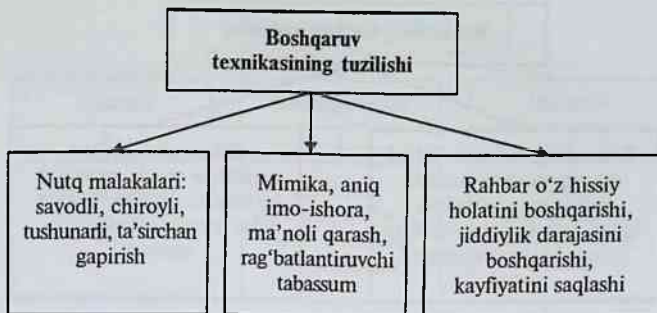 Boshqaruv
texnikasining tuzilishi
Nutq malakalari:
savodli, chiroyli,
tushunarli, ta'sirchan
gapirish
Mimika, aniq
imo-ishora,
ma'noli qarash,
rag‘batlantiruvchi
tabassum
Rahbar o‘z hissiy
holatini boshqarishi,
jiddiylik darajasini
boshqarishi,
kayfiyatini saqlashi